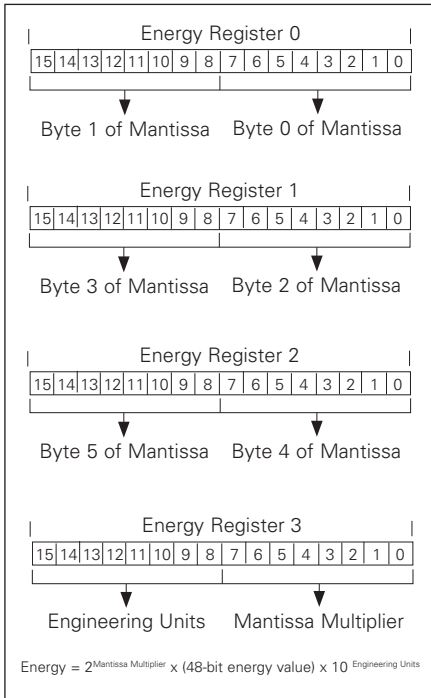 Energy Register 0
15 14 13 12 11 10 9 8 7 6 5 4 3 2 1 0
Byte 1 of Mantissa Byte 0 of Mantissa
Energy Register 1
15 14 13 12 11 10 9 8 7 6 5 4 3 2 1 0
Byte 3 of Mantissa Byte 2 of Mantissa
Energy Register 2
15 14 13 12 11 10 9 8 7 6 5 4 3 2 1 0
Byte 5 of Mantissa Byte 4 of Mantissa
Energy Register 3
15 14 13 12 11 10 9 8 7 6 5 4 3 2 1 0
Engineering Units Mantissa Multiplier
Energy = 2 Mantissa Multiplier x (48-bit energy value) x 10 Engineering Units